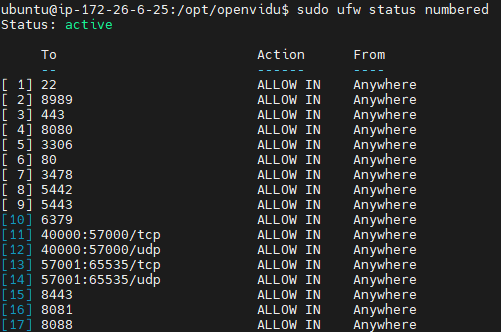 ubuntu@ip-172-26-6-25:/opt/openvidu$ sudo ufw status numbered
Status: active
To Action From
-- ------ ----
[ 1] 22 ALLOW IN Anywhere
[ 2] 8989 ALLOW IN Anywhere
[ 3] 443 ALLOW IN Anywhere
[ 4] 8080 ALLOW IN Anywhere
[ 5] 3306 ALLOW IN Anywhere
[ 6] 80 ALLOW IN Anywhere
[ 7] 3478 ALLOW IN Anywhere
[ 8] 5442 ALLOW IN Anywhere
[ 9] 5443 ALLOW IN Anywhere
[10] 6379 ALLOW IN Anywhere
[11] 40000:57000/tcp ALLOW IN Anywhere
[12] 40000:57000/udp ALLOW IN Anywhere
[13] 57001:65535/tcp ALLOW IN Anywhere
[14] 57001:65535/udp ALLOW IN Anywhere
[15] 8443 ALLOW IN Anywhere
[16] 8081 ALLOW IN Anywhere
[17] 8088 ALLOW IN Anywhere